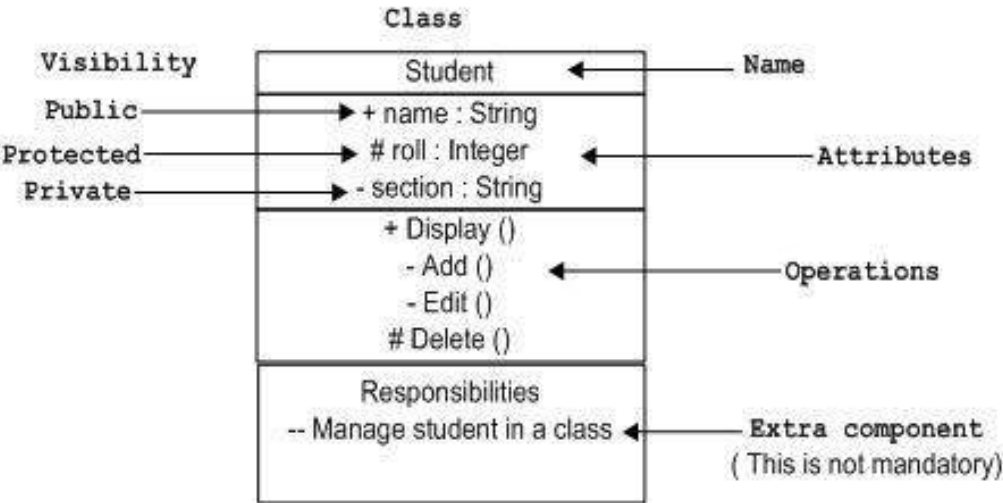 Class
Visibility
Student
Name
Public
+ name : String
Protected
# roll : Integer
Attributes
Private
- section : String
+ Display ()
- Add ()
Operations
- Edit ()
# Delete ()
Responsibilities
-- Manage student in a class
Extra component
( This is not mandatory)